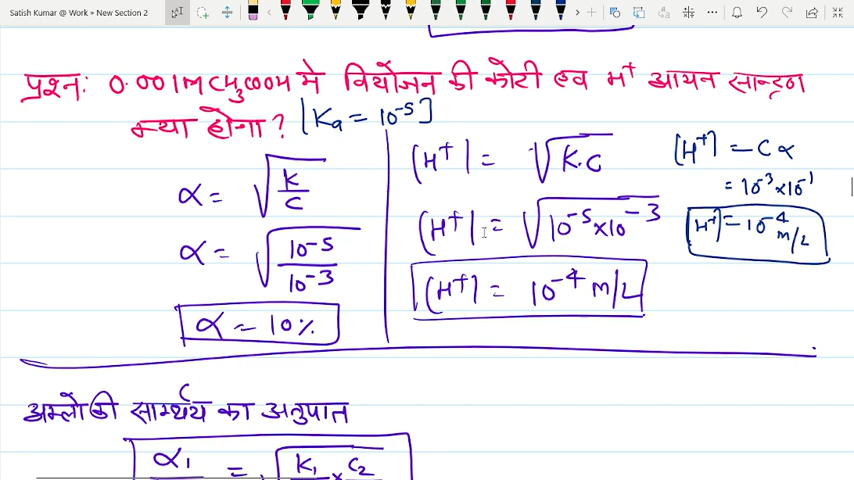 Satish Kumar @ Work » New Section 2
प्रश्न: 0.001M CH3COOH मे वियोजन की कोटी एवं H+ आयन सान्द्रण
क्या होगा? [Ka = 10^-5]
α = √(K/C)
α = √(10^-5/10^-3)
α = 10%
[H+] = √K.C
[H+] = √10^-5×10^-3
[H+] = 10^-4 m/L
[H+] = Cα
= 10^-3×10^-1
[H+] = 10^-4 m/L
अम्लो की सामर्थ्य का अनुपात
α1 = √K1 × C2